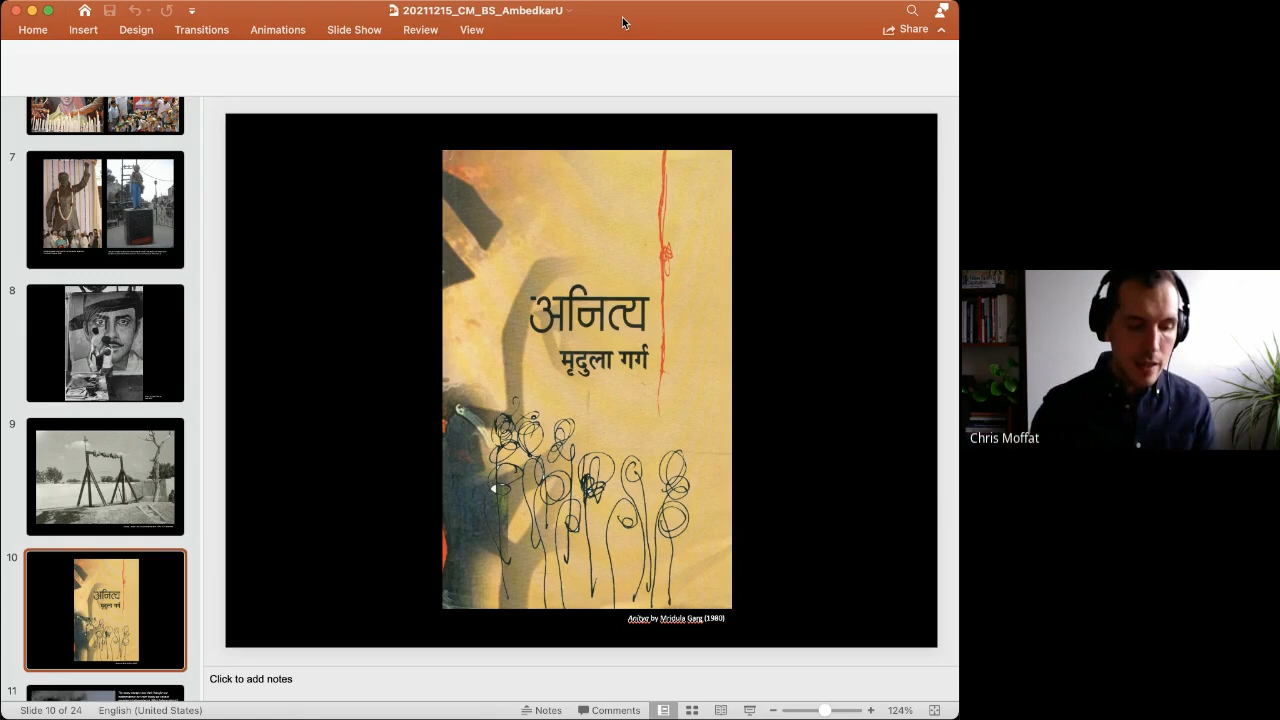 20211215_CM_BS_AmbedkarU
Home Insert Design Transitions Animations Slide Show Review View
Share
7
8
9
10
11
अनित्य
मृदुला गर्ग
Anitya by Mridula Garg (1980)
Click to add notes
Chris Moffat
Slide 10 of 24 English (United States)
Notes Comments
124%